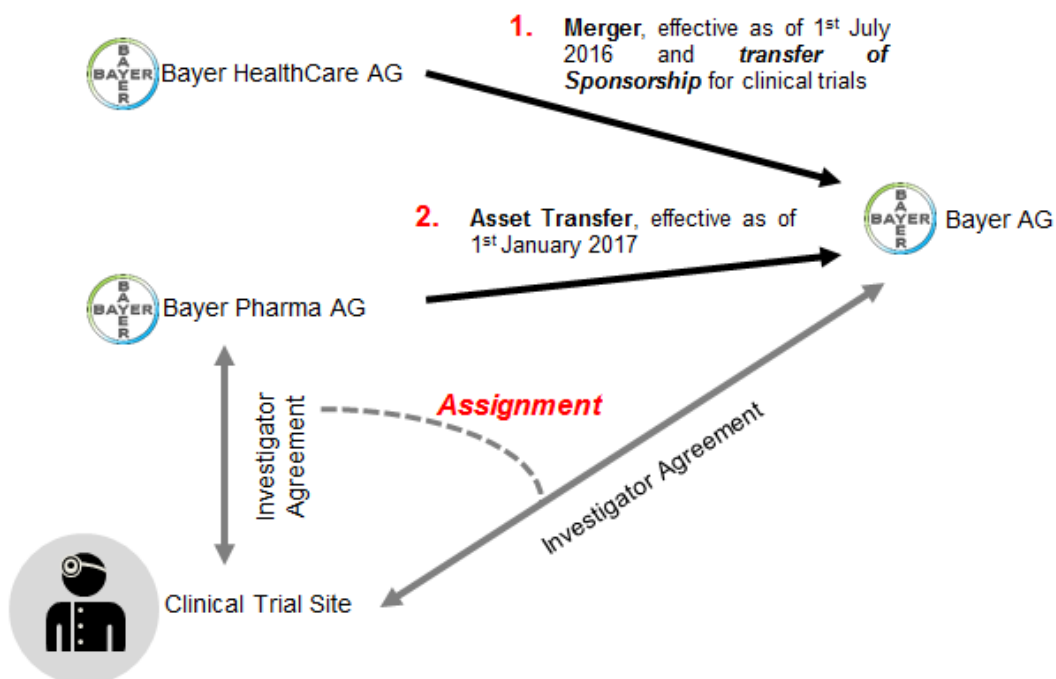 1. Merger, effective as of 1st July
2016 and transfer of
Sponsorship for clinical trials
BAYER
BAYER
Bayer HealthCare AG
2. Asset Transfer, effective as of
1st January 2017
BAYER
BAYER
Bayer AG
BAYER
BAYER
Bayer Pharma AG
Assignment
Investigator
Agreement
Investigator Agreement
Clinical Trial Site